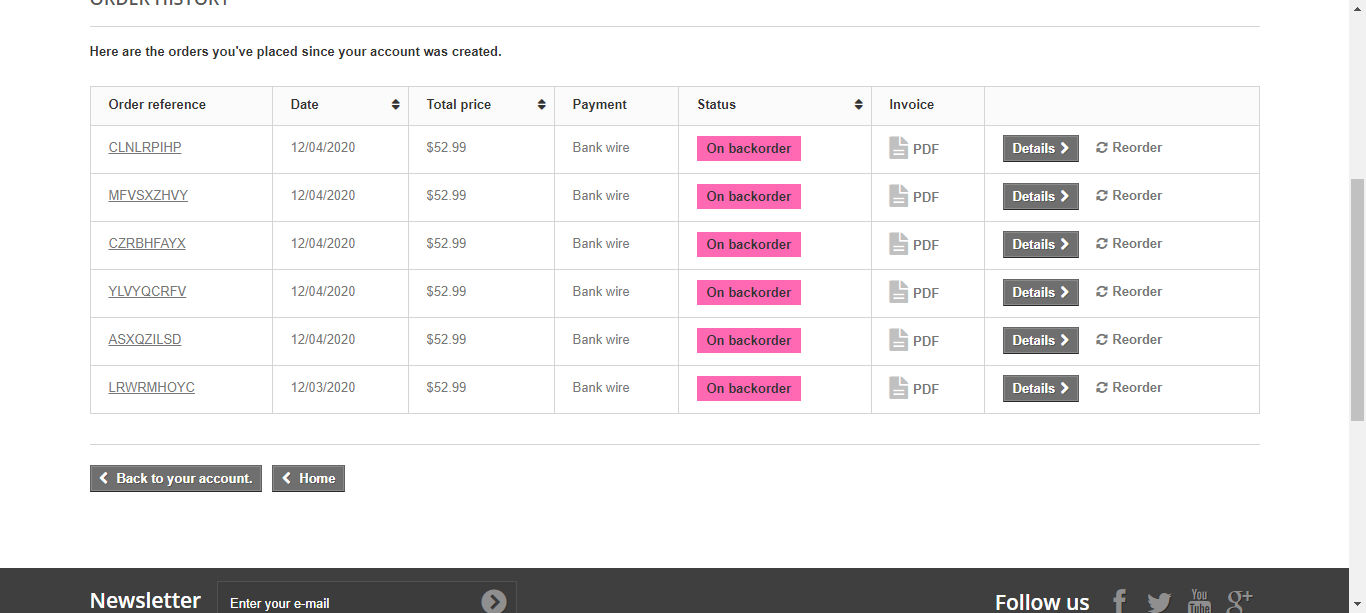 ORDER HISTORY
Here are the orders you've placed since your account was created.
Order reference Date Total price Payment Status Invoice
CLNLRPIHP 12/04/2020 $52.99 Bank wire On backorder PDF Details Reorder
MFVSXZHVY 12/04/2020 $52.99 Bank wire On backorder PDF Details Reorder
CZRBHFAYX 12/04/2020 $52.99 Bank wire On backorder PDF Details Reorder
YLVYQCRFV 12/04/2020 $52.99 Bank wire On backorder PDF Details Reorder
ASXQZILSD 12/04/2020 $52.99 Bank wire On backorder PDF Details Reorder
LRWRMHOYC 12/03/2020 $52.99 Bank wire On backorder PDF Details Reorder
Back to your account. Home
Newsletter Enter your e-mail Follow us You Tube g+